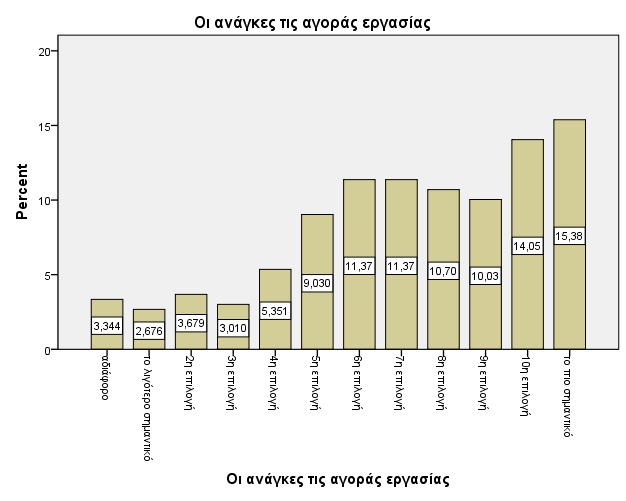 Οι ανάγκες τις αγοράς εργασίας
Percent
20
15
10
5
0
3,344
2,676
3,679
3,010
5,351
9,030
11,37
11,37
10,70
10,03
14,05
15,38
αδιάφορο
το λιγότερο σημαντικό
2η επιλογή
3η επιλογή
4η επιλογή
5η επιλογή
6η επιλογή
7η επιλογή
8η επιλογή
9η επιλογή
10η επιλογή
το πιο σημαντικό
Οι ανάγκες τις αγοράς εργασίας